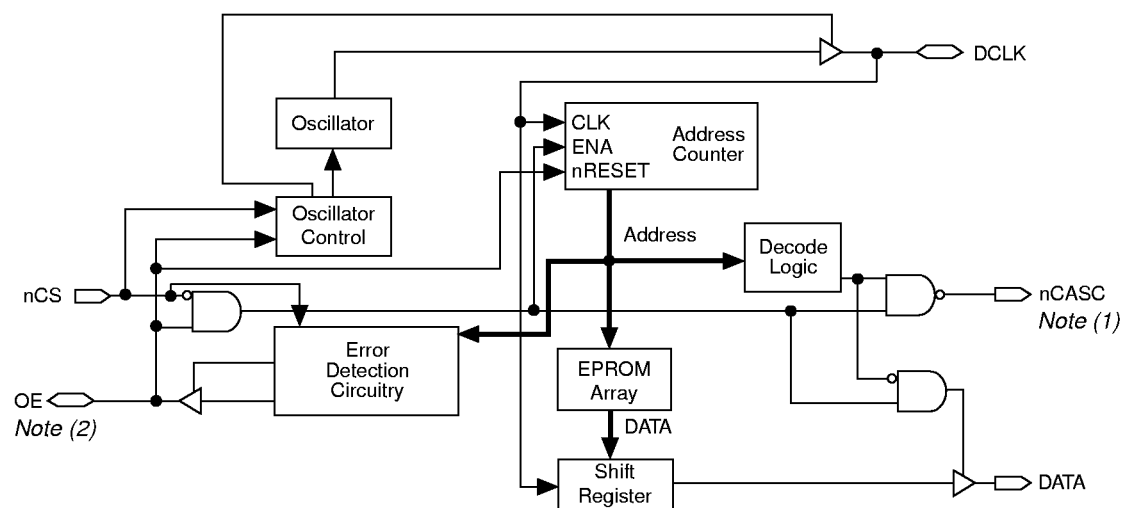 DCLK
Oscillator
CLK
Address
Counter
ENA
nRESET
Oscillator
Control
Address
Decode
Logic
nCS
nCASC
Note (1)
Error
Detection
Circuitry
EPROM
Array
OE
Note (2)
DATA
Shift
Register
DATA